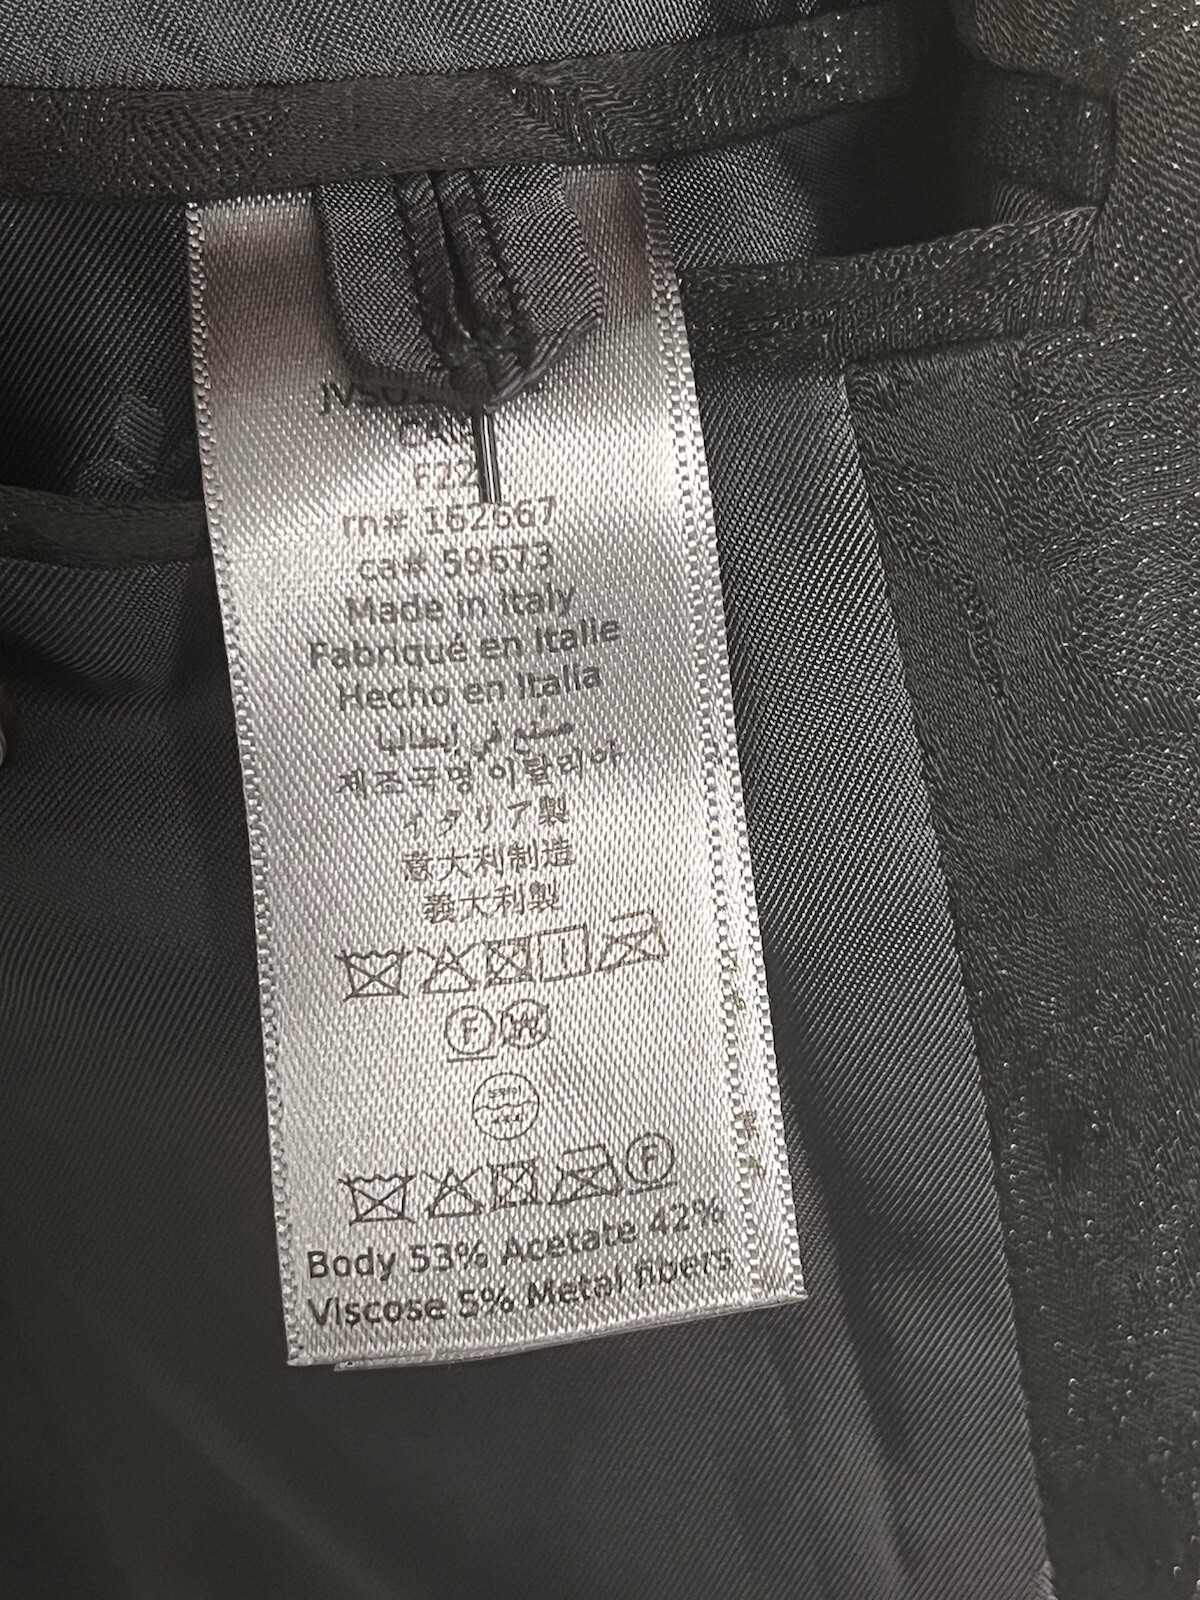 F22
rn# 162667
ca# 59673
Made in Italy
Fabriqué en Italie
Hecho en Italia
صنع في إيطاليا
제조국명 이탈리아
イタリア製
意大利制造
義大利製
F W
F
Body 53% Acetate 42%
Viscose 5% Metal fibers